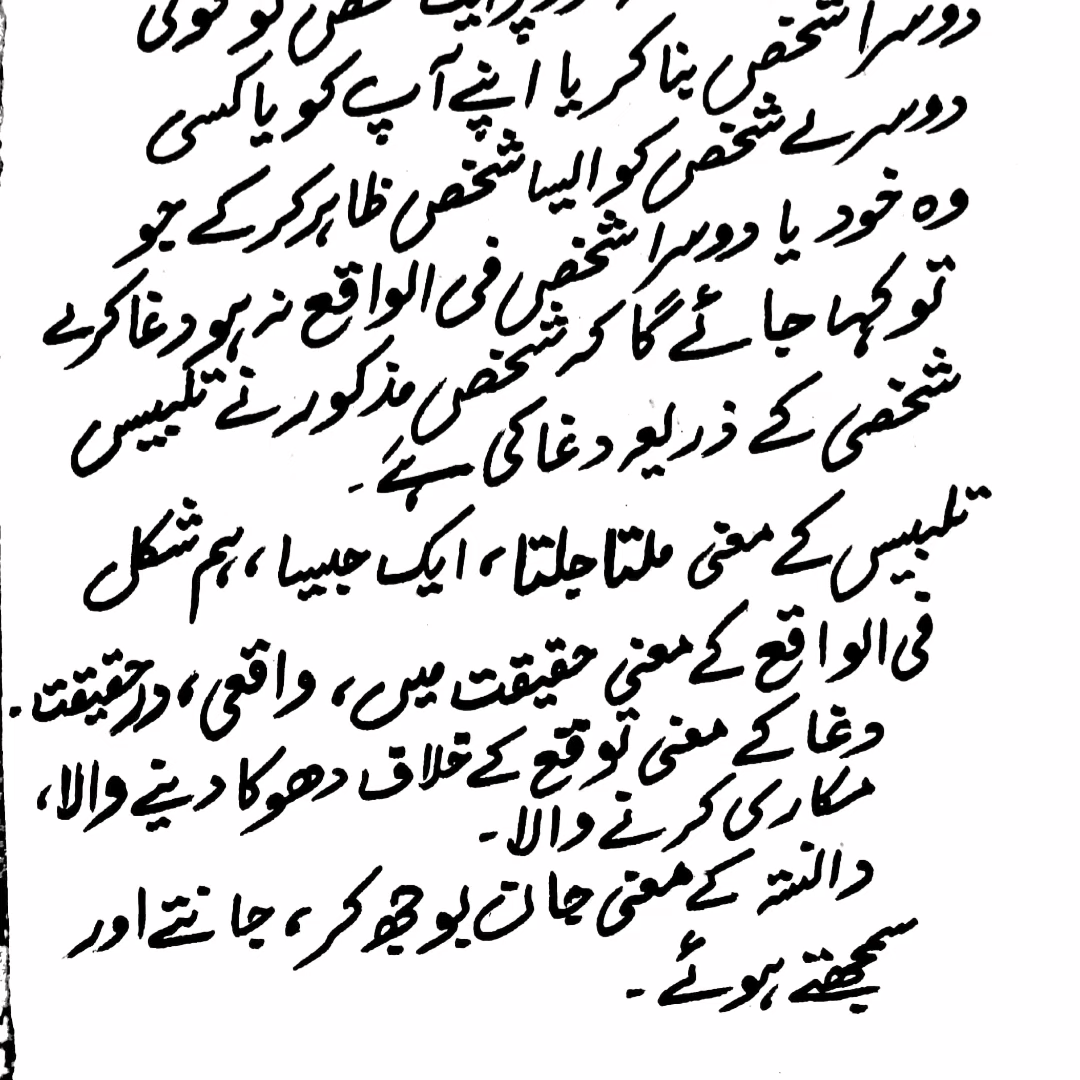 شخص کو کوئی
دوسرا شخص بنا کر یا اپنے آپ کو یا کسی
دوسرے شخص کو ایسا شخص ظاہر کرکے جو
وہ خود یا دوسرا شخص فی الواقع نہ ہو دغا کرے
تو کہا جائے گا کہ شخص مذکور نے تلبیس
شخصی کے ذریعہ دغا کی ہے۔
تلبیس کے معنی ملتا جلتا، ایک جیسا، ہم شکل
فی الواقع کے معنی حقیقت میں، واقعی، درحقیقت۔
دغا کے معنی توقع کے خلاف دھوکا دینے والا،
مکاری کرنے والا۔
دانستہ کے معنی جان بوجھ کر، جانتے اور
سمجھتے ہوئے۔